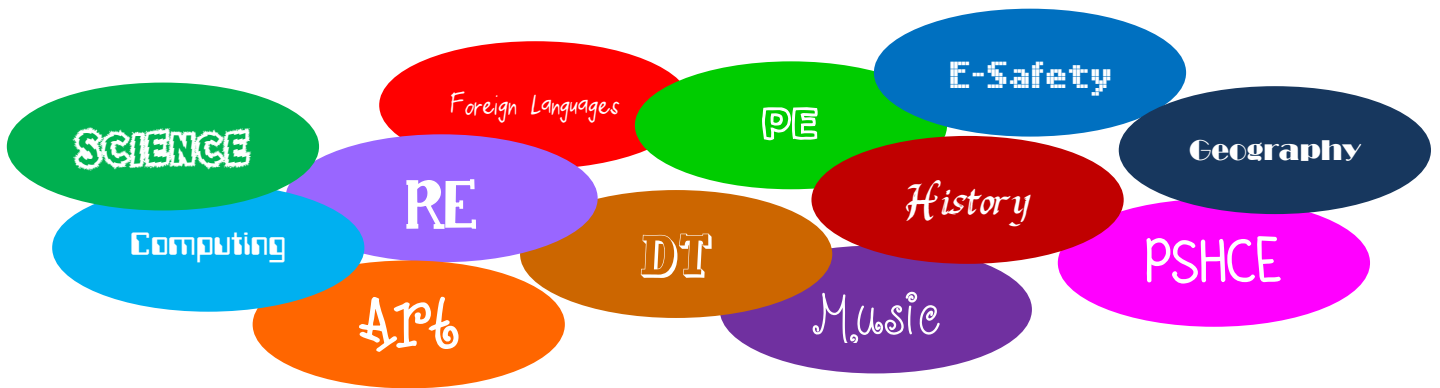 E-Safety
Foreign Languages
PE
SCIENCE
Geography
RE
History
Computing
DT
PSHCE
Art
Music